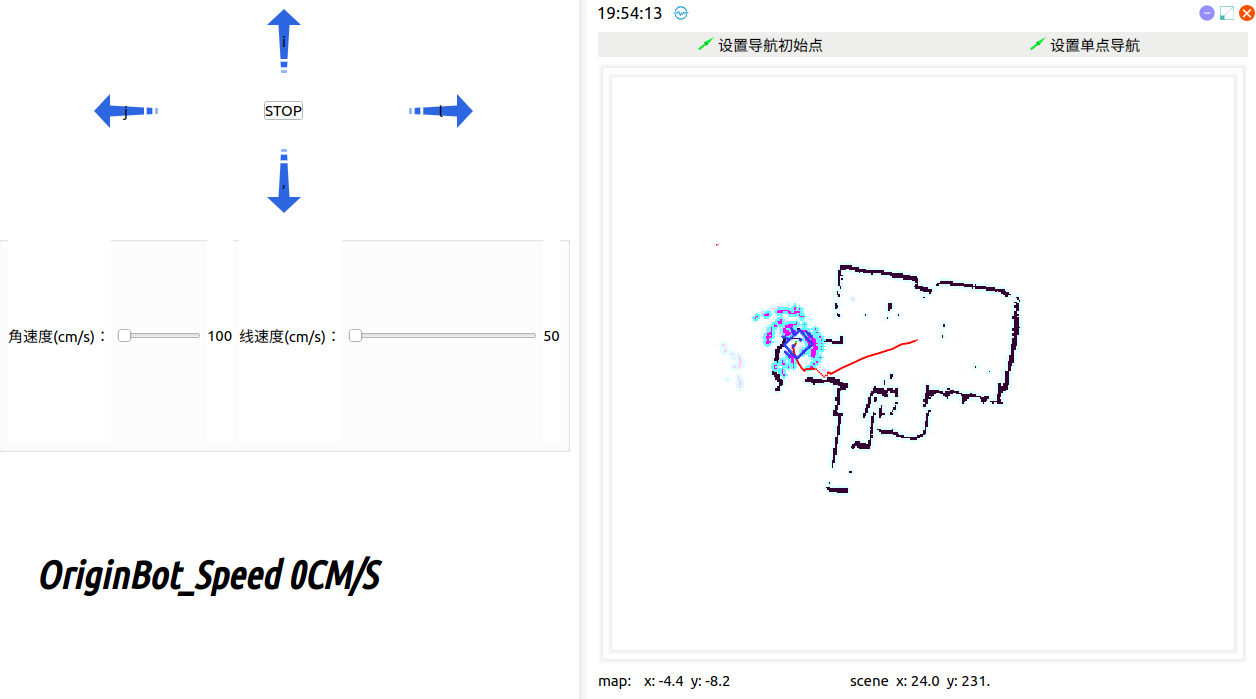 i
j
STOP
l
,
角速度(cm/s)： 100 线速度(cm/s)： 50
OriginBot_Speed 0CM/S
19:54:13
设置导航初始点 设置单点导航
map: x: -4.4 y: -8.2 scene x: 24.0 y: 231.